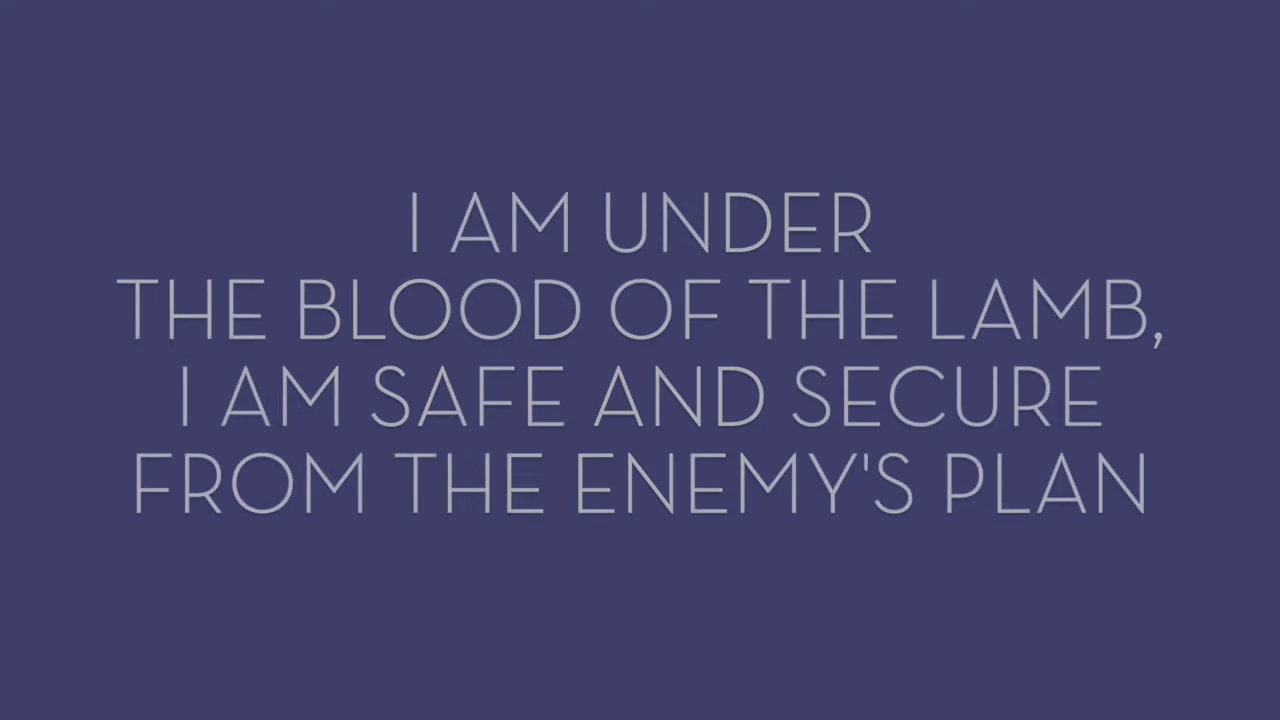 I AM UNDER
THE BLOOD OF THE LAMB,
I AM SAFE AND SECURE
FROM THE ENEMY'S PLAN